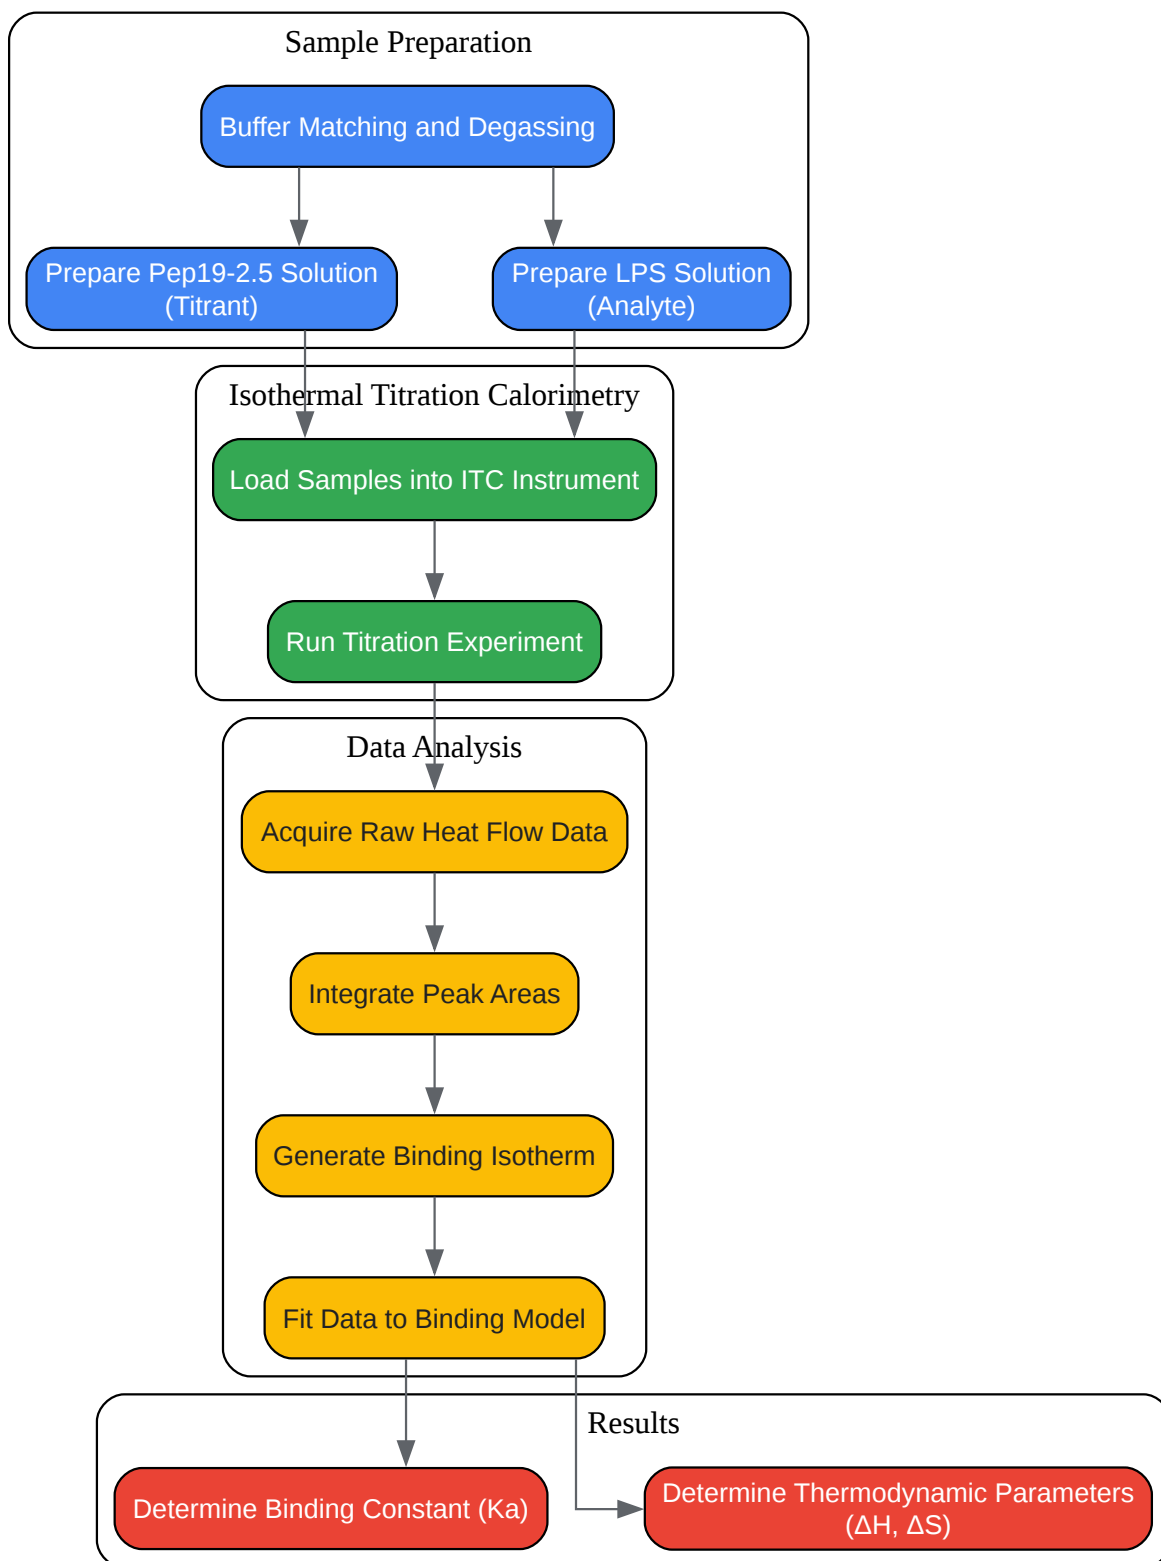 Sample Preparation
Buffer Matching and Degassing
Prepare Pep19-2.5 Solution
(Titrant)
Prepare LPS Solution
(Analyte)
Isothermal Titration Calorimetry
Load Samples into ITC Instrument
Run Titration Experiment
Data Analysis
Acquire Raw Heat Flow Data
Integrate Peak Areas
Generate Binding Isotherm
Fit Data to Binding Model
Results
Determine Binding Constant (Ka)
Determine Thermodynamic Parameters
(ΔH, ΔS)